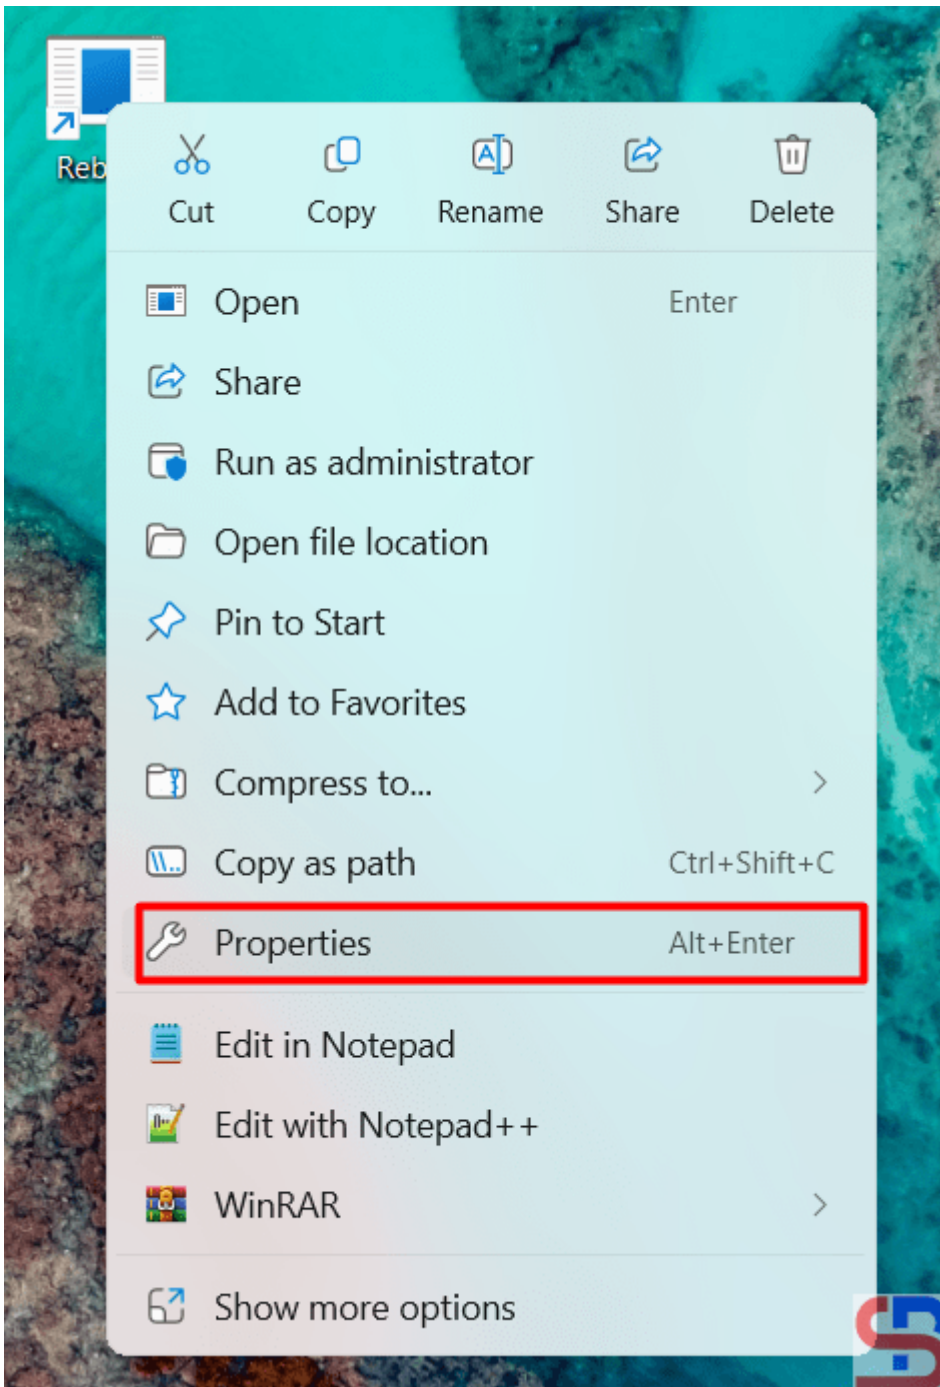 Reb
Cut Copy Rename Share Delete
Open Enter
Share
Run as administrator
Open file location
Pin to Start
Add to Favorites
Compress to...
Copy as path Ctrl+Shift+C
Properties Alt+Enter
Edit in Notepad
Edit with Notepad++
WinRAR
Show more options